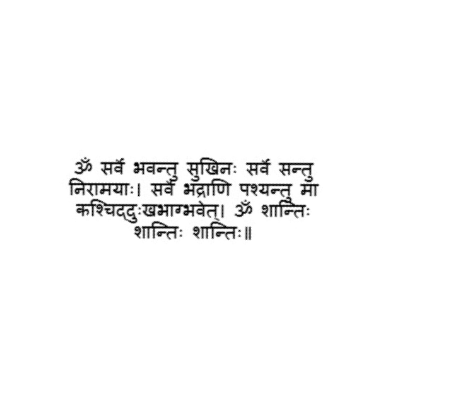 ॐ सर्वे भवन्तु सुखिनः सर्वे सन्तु
निरामयाः। सर्वे भद्राणि पश्यन्तु मा
कश्चिद्दुःखभाग्भवेत्। ॐ शान्तिः
शान्तिः शान्तिः॥